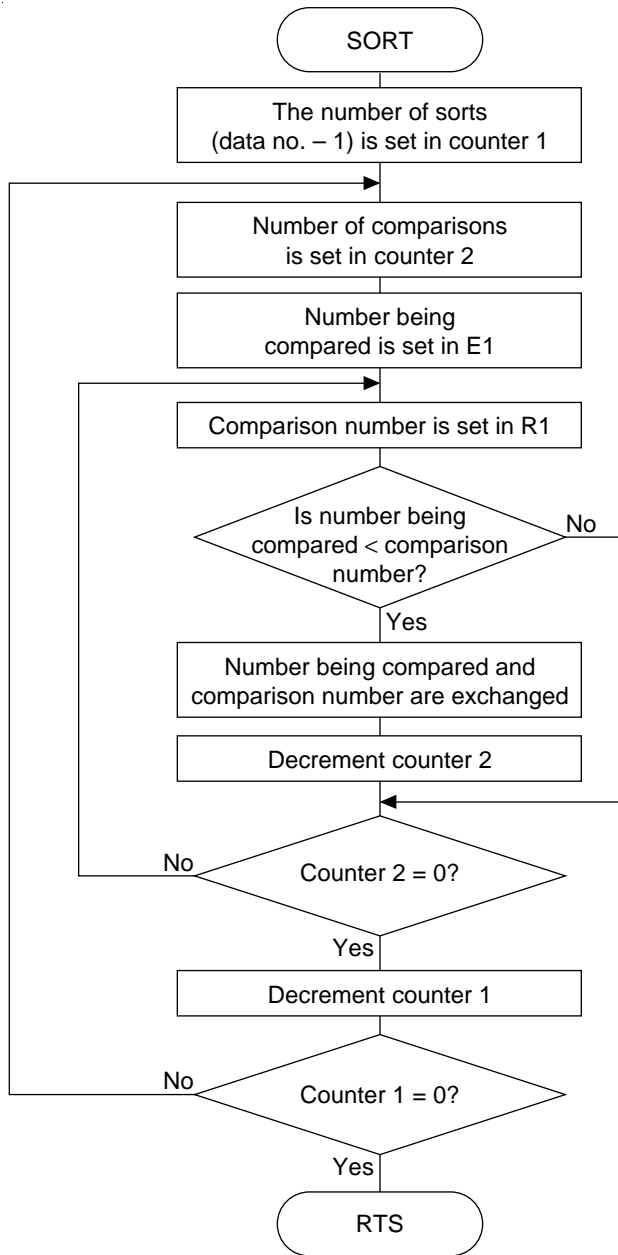 SORT
The number of sorts
(data no. – 1) is set in counter 1
Number of comparisons
is set in counter 2
Number being
compared is set in E1
Comparison number is set in R1
Is number being
compared < comparison
number?
No
Yes
Number being compared and
comparison number are exchanged
Decrement counter 2
No
Counter 2 = 0?
Yes
Decrement counter 1
No
Counter 1 = 0?
Yes
RTS